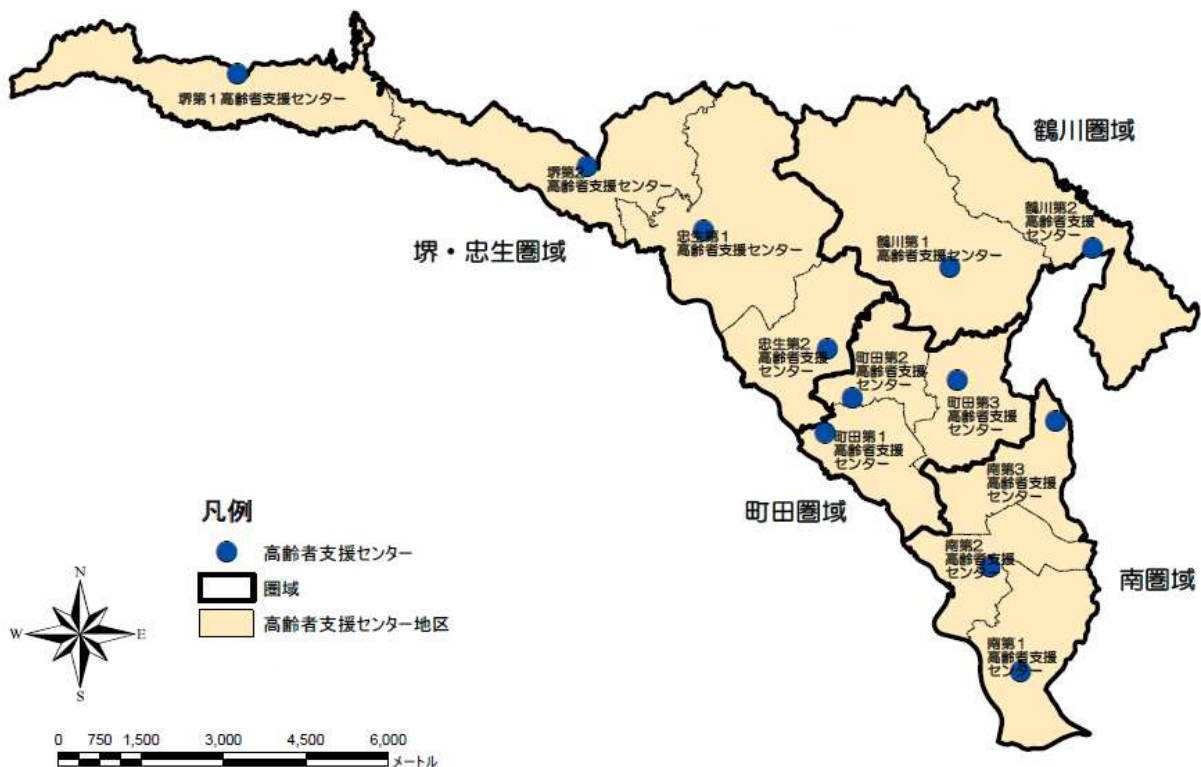 堺第1高齢者支援センター
鶴川圏域
堺第2
高齢者支援センター
鶴川第2
高齢者支援
センター
忠生第1
高齢者支援センター
鶴川第1
高齢者支援センター
堺・忠生圏域
忠生第2
高齢者支援
センター
町田第2
高齢者支援
センター
町田第3
高齢者支援
センター
町田第1
高齢者支援
センター
南第3
高齢者支援
センター
町田圏域
南第2
高齢者支援
センター
南圏域
南第1
高齢者支援
センター
凡例
高齢者支援センター
圏域
高齢者支援センター地区
N
W
E
S
0 750 1,500 3,000 4,500 6,000
メートル